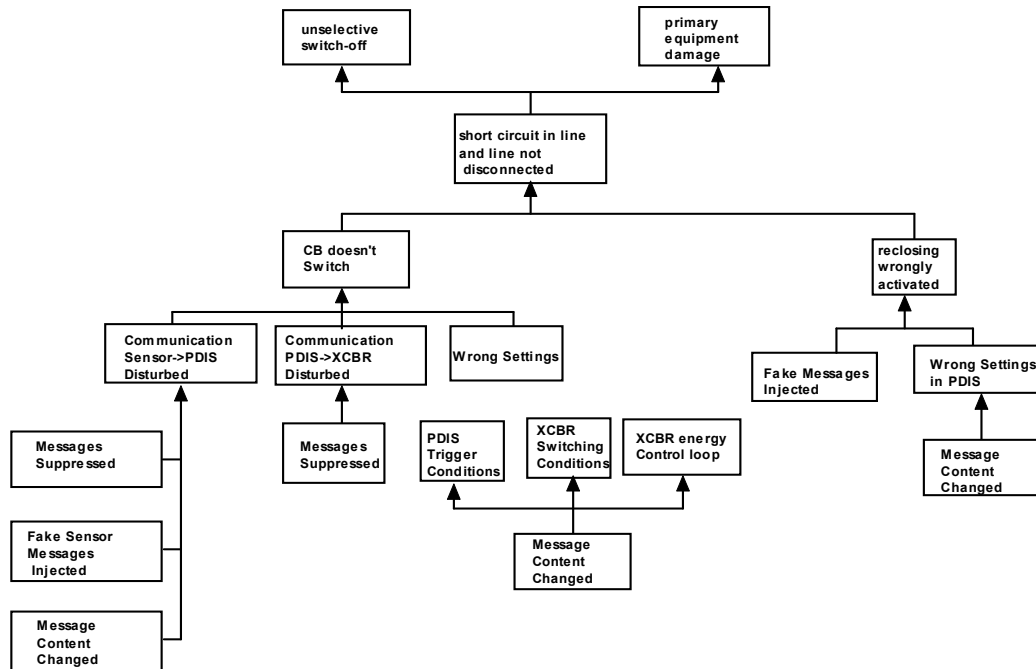 unselective
switch-off
primary
equipment
damage
short circuit in line
and line not
disconnected
CB doesn't
Switch
reclosing
wrongly
activated
Communication
Sensor->PDIS
Disturbed
Communication
PDIS->XCBR
Disturbed
Wrong Settings
Fake Messages
Injected
Wrong Settings
in PDIS
Messages
Suppressed
Messages
Suppressed
PDIS
Trigger
Conditions
XCBR
Switching
Conditions
XCBR energy
Control loop
Message
Content
Changed
Fake Sensor
Messages
Injected
Message
Content
Changed
Message
Content
Changed